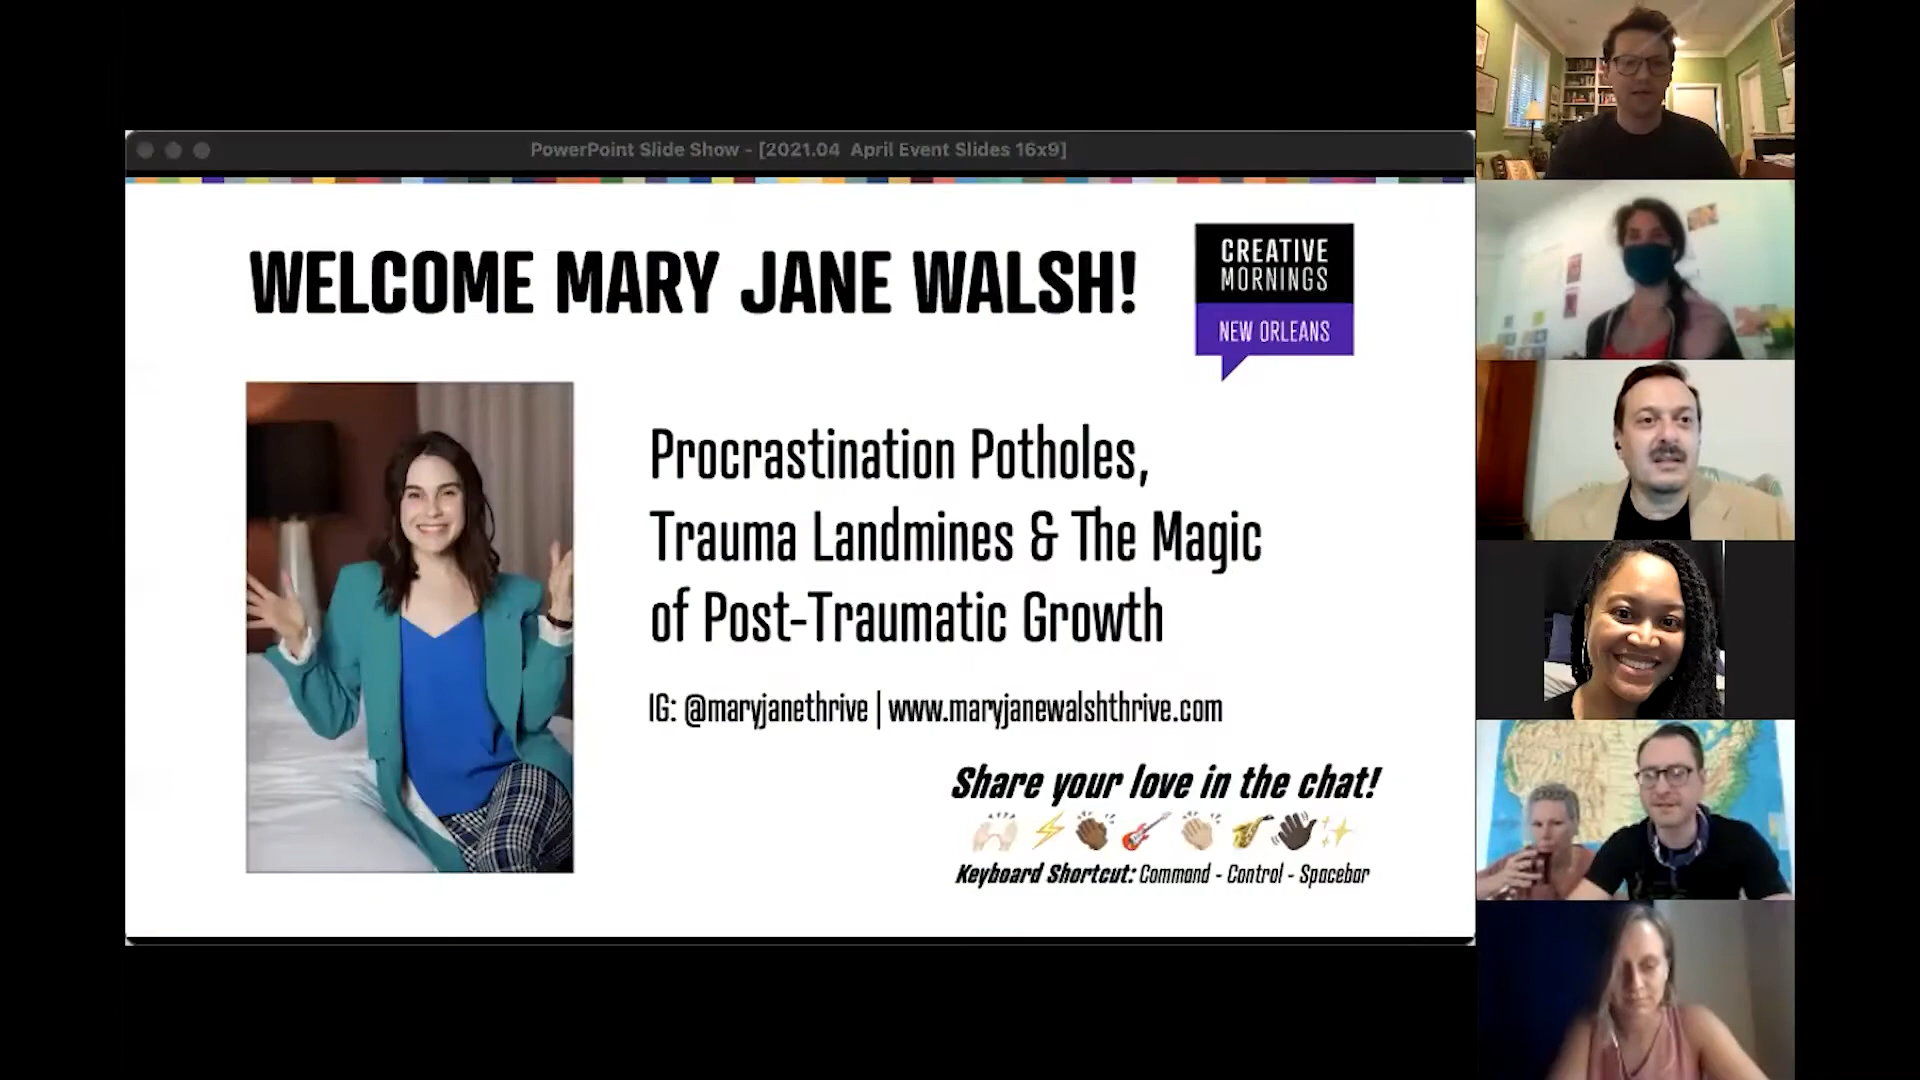 PowerPoint Slide Show - [2021.04 April Event Slides 16x9]
WELCOME MARY JANE WALSH!
CREATIVE
MORNINGS
NEW ORLEANS
Procrastination Potholes,
Trauma Landmines & The Magic
of Post-Traumatic Growth
IG: @maryjanethrive | www.maryjanewalshthrive.com
Share your love in the chat!
Keyboard Shortcut: Command - Control - Spacebar